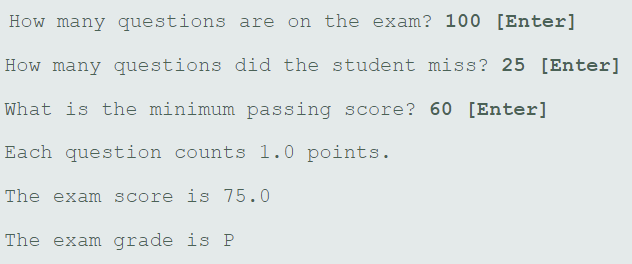 How many questions are on the exam? 100 [Enter]
How many questions did the student miss? 25 [Enter]
What is the minimum passing score? 60 [Enter]
Each question counts 1.0 points.
The exam score is 75.0
The exam grade is P